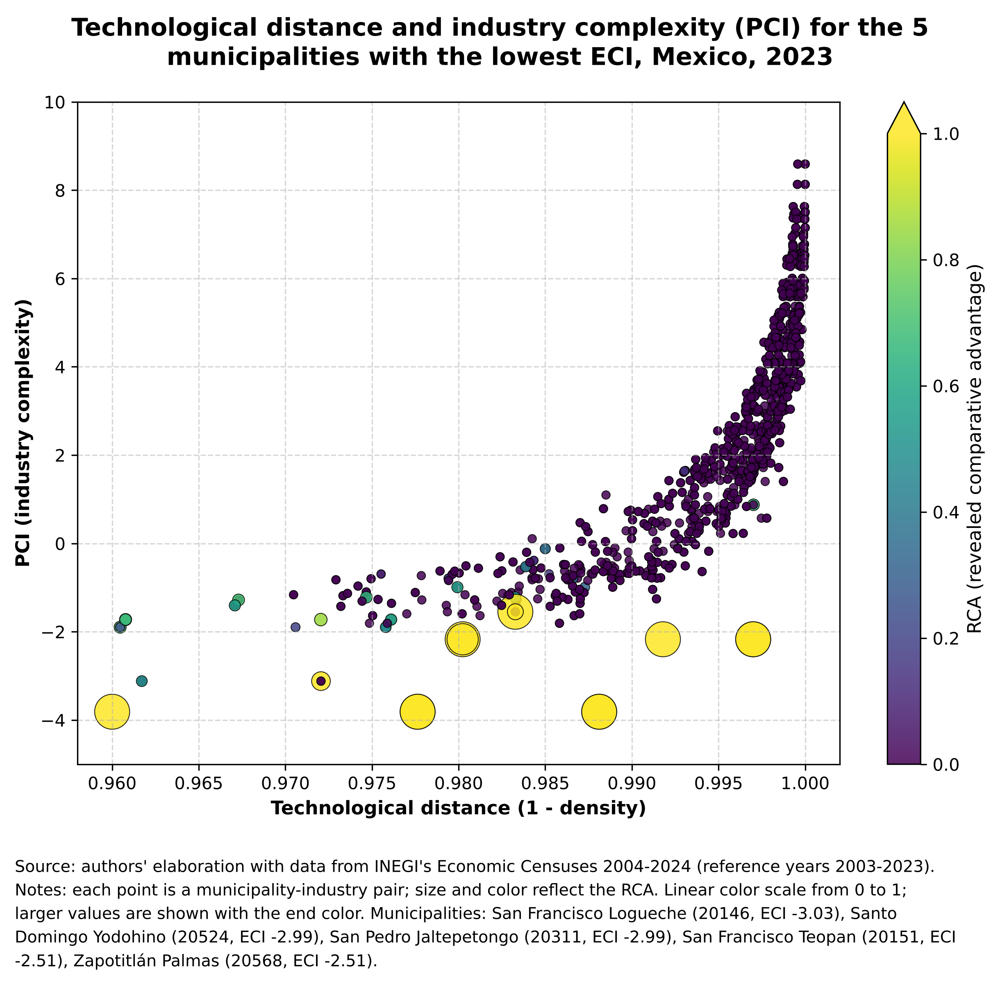 Technological distance and industry complexity (PCI) for the 5
municipalities with the lowest ECI, Mexico, 2023
10
8
6
4
2
0
−2
−4
PCI (industry complexity)
0.960
0.965
0.970
0.975
0.980
0.985
0.990
0.995
1.000
Technological distance (1 - density)
1.0
0.8
0.6
0.4
0.2
0.0
RCA (revealed comparative advantage)
Source: authors' elaboration with data from INEGI's Economic Censuses 2004-2024 (reference years 2003-2023).
Notes: each point is a municipality-industry pair; size and color reflect the RCA. Linear color scale from 0 to 1;
larger values are shown with the end color. Municipalities: San Francisco Logueche (20146, ECI -3.03), Santo
Domingo Yodohino (20524, ECI -2.99), San Pedro Jaltepetongo (20311, ECI -2.99), San Francisco Teopan (20151, ECI
-2.51), Zapotitlán Palmas (20568, ECI -2.51).